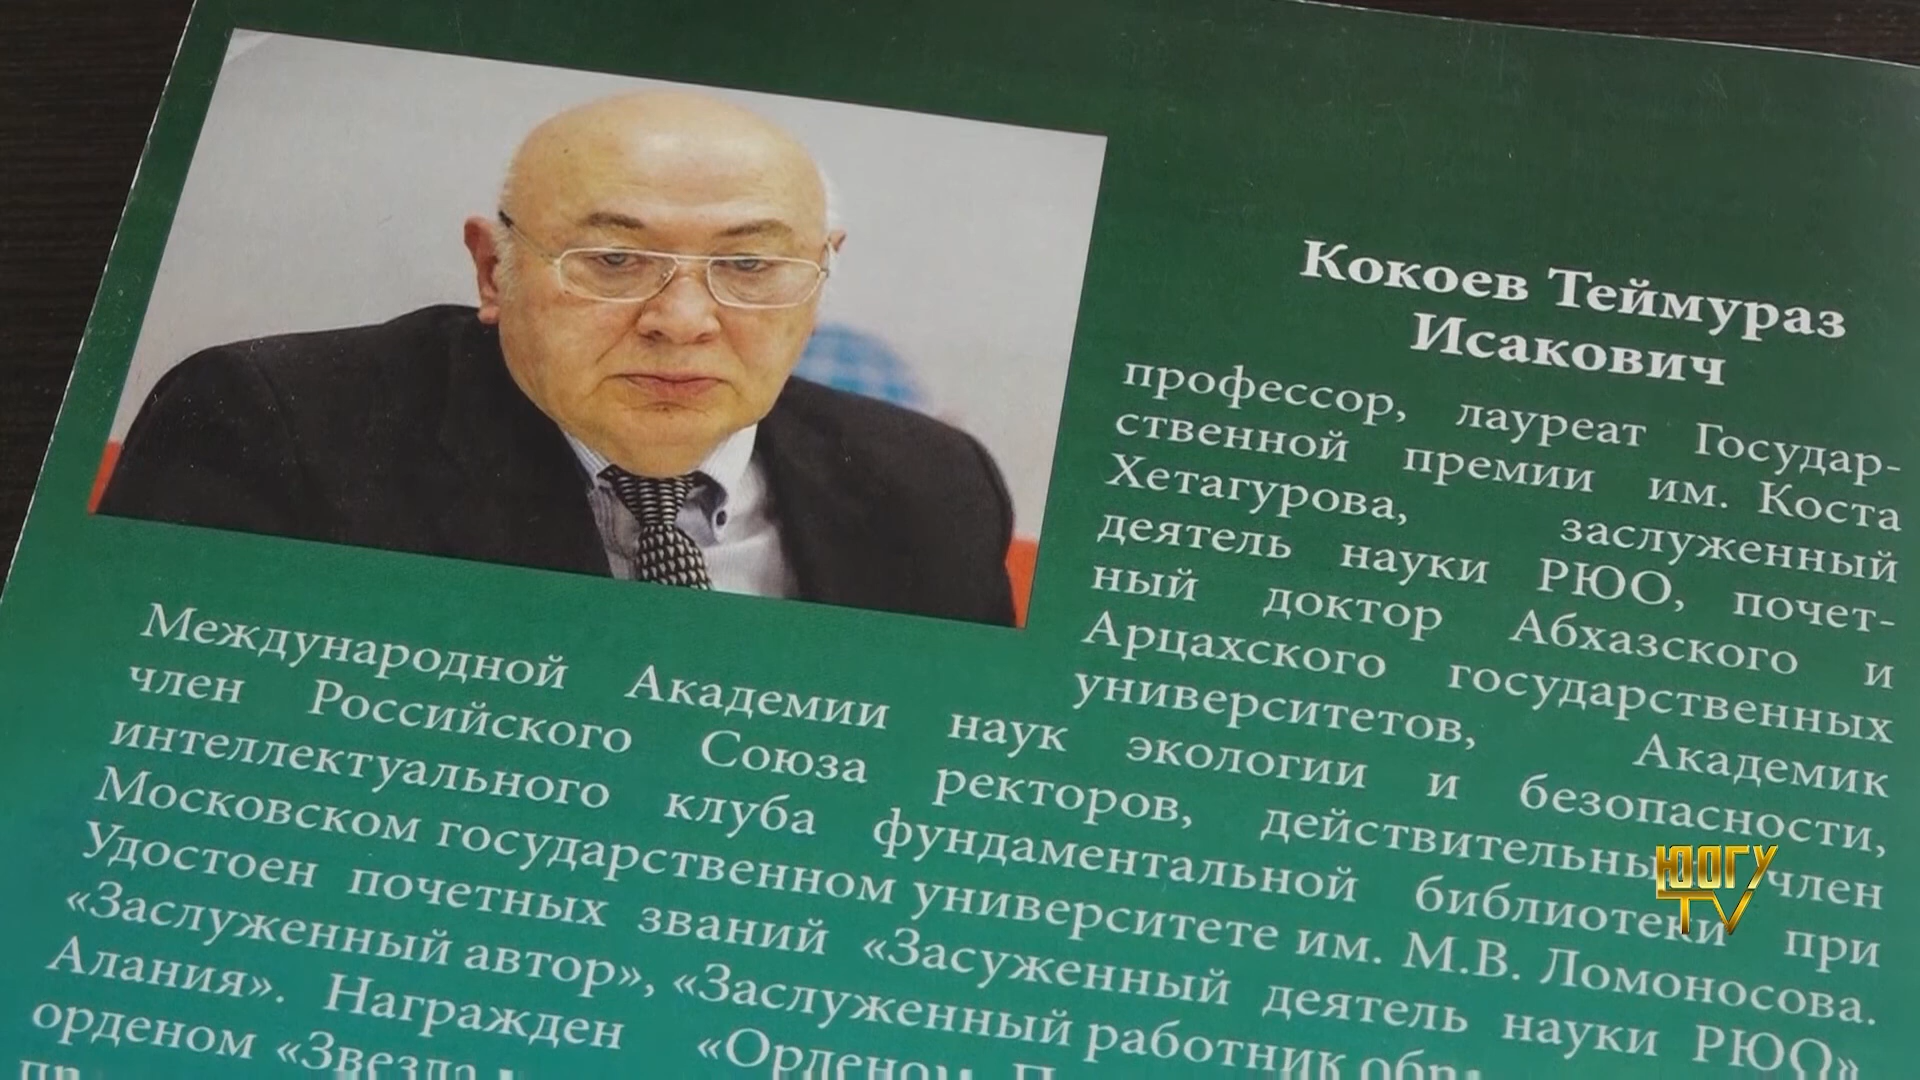 Кокоев Теймураз
Исакович
профессор, лауреат Государ-
ственной премии им. Коста
Хетагурова, заслуженный
деятель науки РЮО, почет-
ный доктор Абхазского и
Арцахского государственных
университетов, Академик
Международной Академии наук экологии и безопасности,
член Российского Союза ректоров, действительны член
интеллектуального клуба фундаментальной библиотеки при
Московском государственном университете им. М.В. Ломоносова.
Удостоен почетных званий «Засуженный деятель науки РЮО»
«Заслуженный автор», «Заслуженный работник
Алания». Награжден «Орденом
орденом «Звезда
ЮОГУ
TV